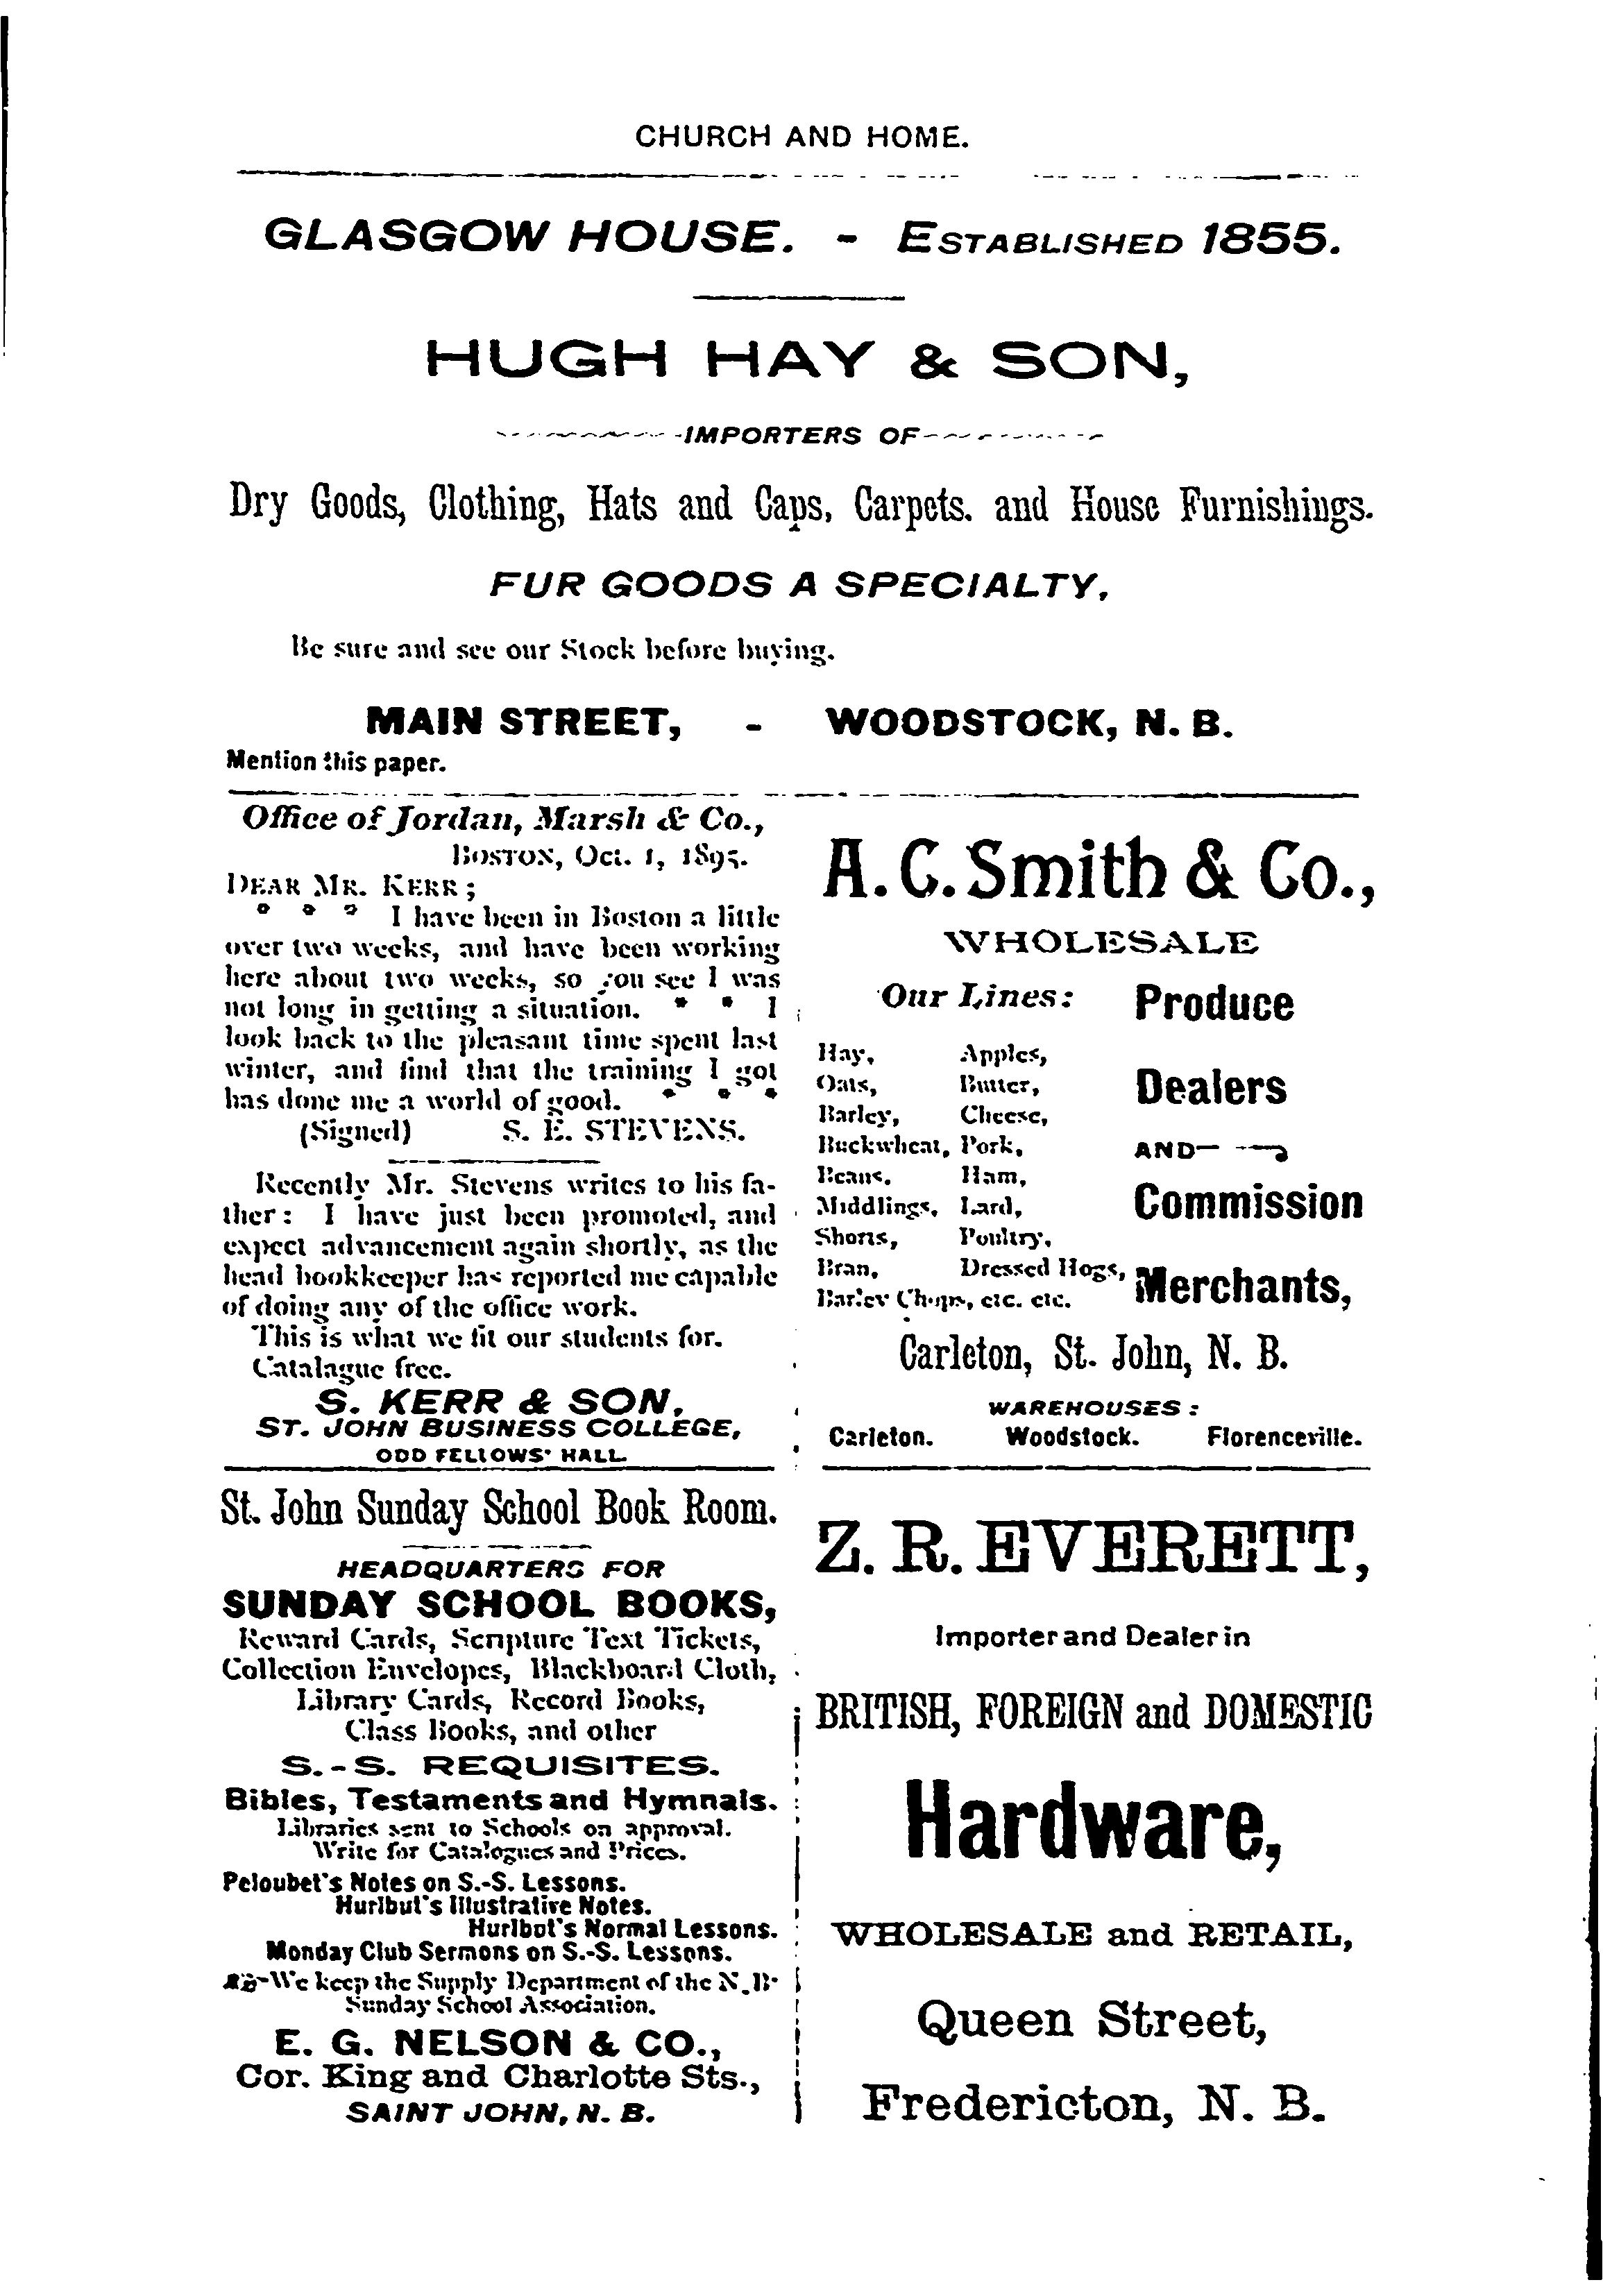 CHURCH AND HOME.
GLASGOW HOUSE. - ESTABLISHED 1855.
HUGH HAY & SON,
IMPORTERS OF
Dry Goods, Clothing, Hats and Caps, Carpets. and House Furnishings.
FUR GOODS A SPECIALTY,
Be sure and see our Stock before buying.
MAIN STREET, - WOODSTOCK, N. B.
Mention this paper.
Office of Jordan, Marsh & Co.,
BOSTON, Oct. 1, 1895.
DEAR MR. KERR;
* * * I have been in Boston a little
over two weeks, and have been working
here about two weeks, so you see I was
not long in getting a situation. * * I
look back to the pleasant time spent last
winter, and find that the training I got
has done me a world of good. * * *
(Signed) S. E. STEVENS.
Recently Mr. Stevens writes to his fa-
ther: I have just been promoted, and
expect advancement again shortly, as the
head bookkeeper has reported me capable
of doing any of the office work.
This is what we fit our students for.
Catalague free.
S. KERR & SON,
ST. JOHN BUSINESS COLLEGE,
ODD FELLOWS' HALL.
A. C. Smith & Co.,
WHOLESALE
Our Lines:
Hay, Apples,
Oats, Butter,
Barley, Cheese,
Buckwheat, Pork,
Beans, Ham,
Middlings, Lard,
Shorts, Poultry,
Bran, Dressed Hogs,
Barley Chops, etc. etc.
Produce
Dealers
AND
Commission
Merchants,
Carleton, St. John, N. B.
WAREHOUSES:
Carleton. Woodstock. Florenceville.
St. John Sunday School Book Room.
HEADQUARTERS FOR
SUNDAY SCHOOL BOOKS,
Reward Cards, Scripture Text Tickets,
Collection Envelopes, Blackboard Cloth,
Library Cards, Record Books,
Class Books, and other
S.-S. REQUISITES.
Bibles, Testaments and Hymnals.
Libraries sent to Schools on approval.
Write for Catalogues and Prices.
Peloubet's Notes on S.-S. Lessons.
Hurlbut's Illustrative Notes.
Hurlbut's Normal Lessons.
Monday Club Sermons on S.-S. Lessons.
We keep the Supply Department of the N. B.
Sunday School Association.
E. G. NELSON & CO.,
Cor. King and Charlotte Sts.,
SAINT JOHN, N. B.
Z. R. EVERETT,
Importer and Dealer in
BRITISH, FOREIGN and DOMESTIC
Hardware,
WHOLESALE and RETAIL,
Queen Street,
Fredericton, N. B.